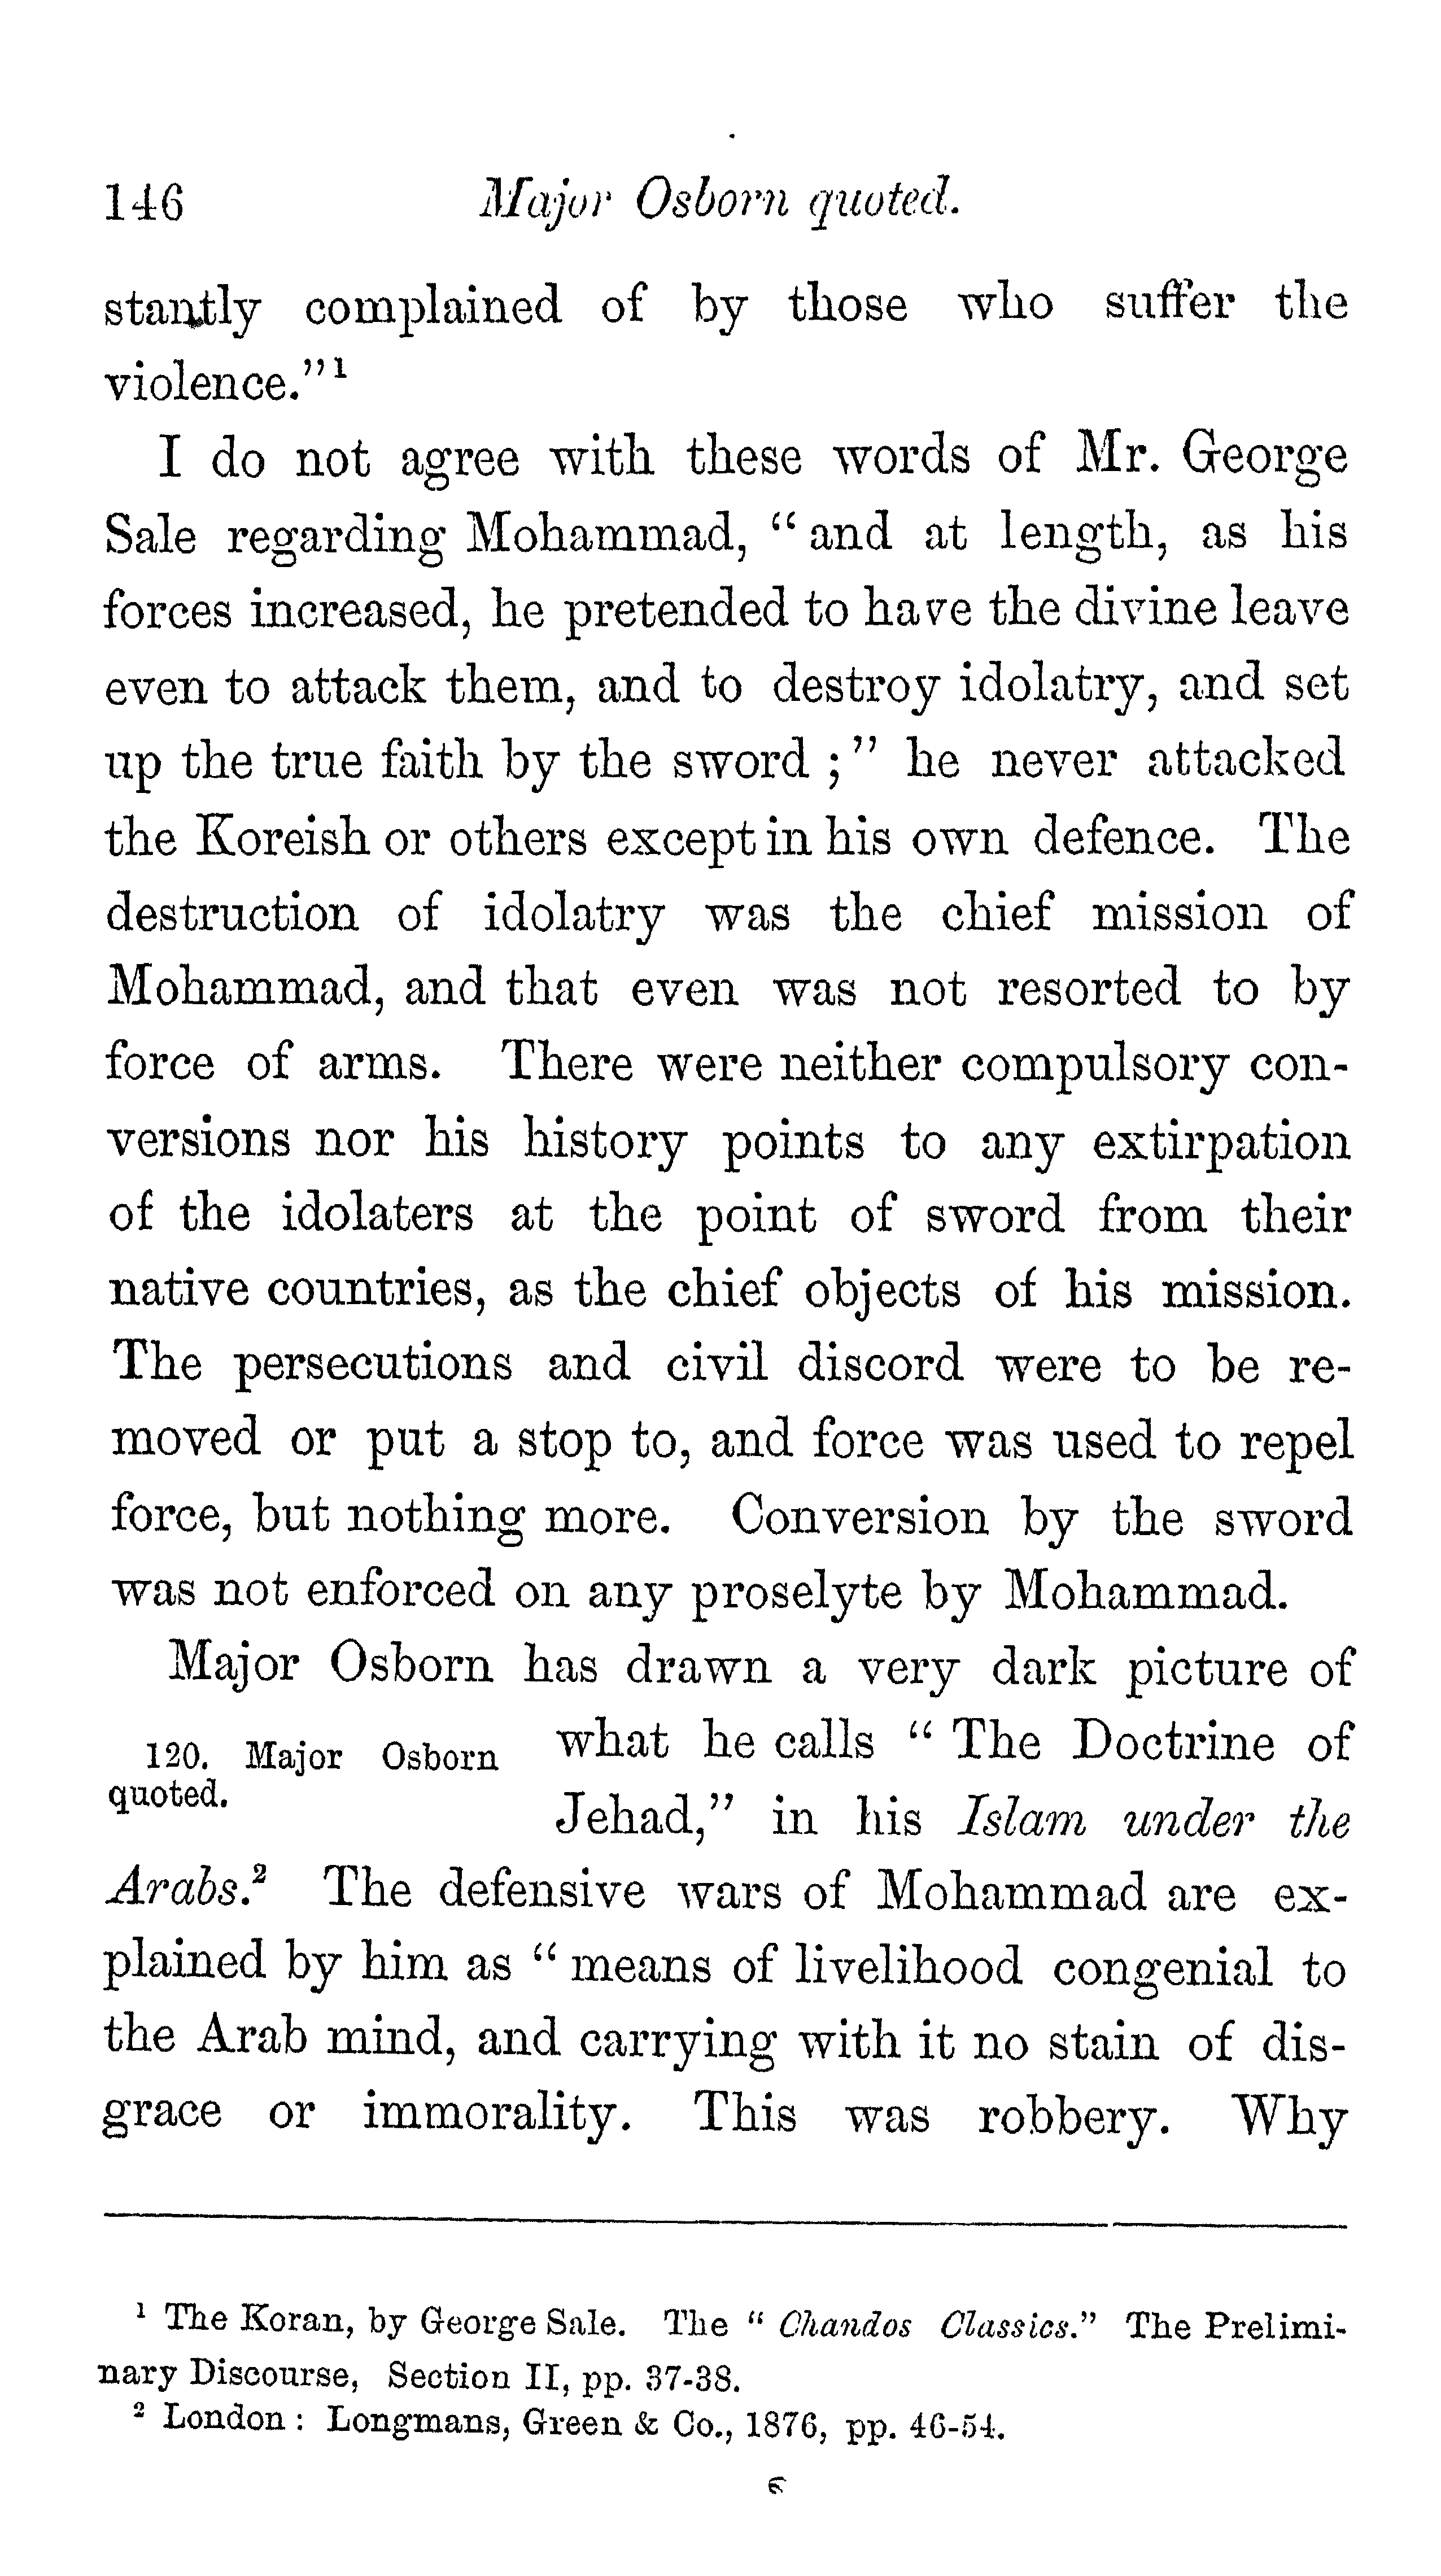 146 Major Osborn quoted.
stantly complained of by those who suffer the
violence."¹
I do not agree with these words of Mr. George
Sale regarding Mohammad, "and at length, as his
forces increased, he pretended to have the divine leave
even to attack them, and to destroy idolatry, and set
up the true faith by the sword ;" he never attacked
the Koreish or others except in his own defence. The
destruction of idolatry was the chief mission of
Mohammad, and that even was not resorted to by
force of arms. There were neither compulsory con-
versions nor his history points to any extirpation
of the idolaters at the point of sword from their
native countries, as the chief objects of his mission.
The persecutions and civil discord were to be re-
moved or put a stop to, and force was used to repel
force, but nothing more. Conversion by the sword
was not enforced on any proselyte by Mohammad.
Major Osborn has drawn a very dark picture of
120. Major Osborn
quoted.
what he calls "The Doctrine of
Jehad," in his Islam under the
Arabs.² The defensive wars of Mohammad are ex-
plained by him as "means of livelihood congenial to
the Arab mind, and carrying with it no stain of dis-
grace or immorality. This was robbery. Why
¹ The Koran, by George Sale. The "Chandos Classics." The Prelimi-
nary Discourse, Section II, pp. 37-38.
² London : Longmans, Green & Co., 1876, pp. 46-54.